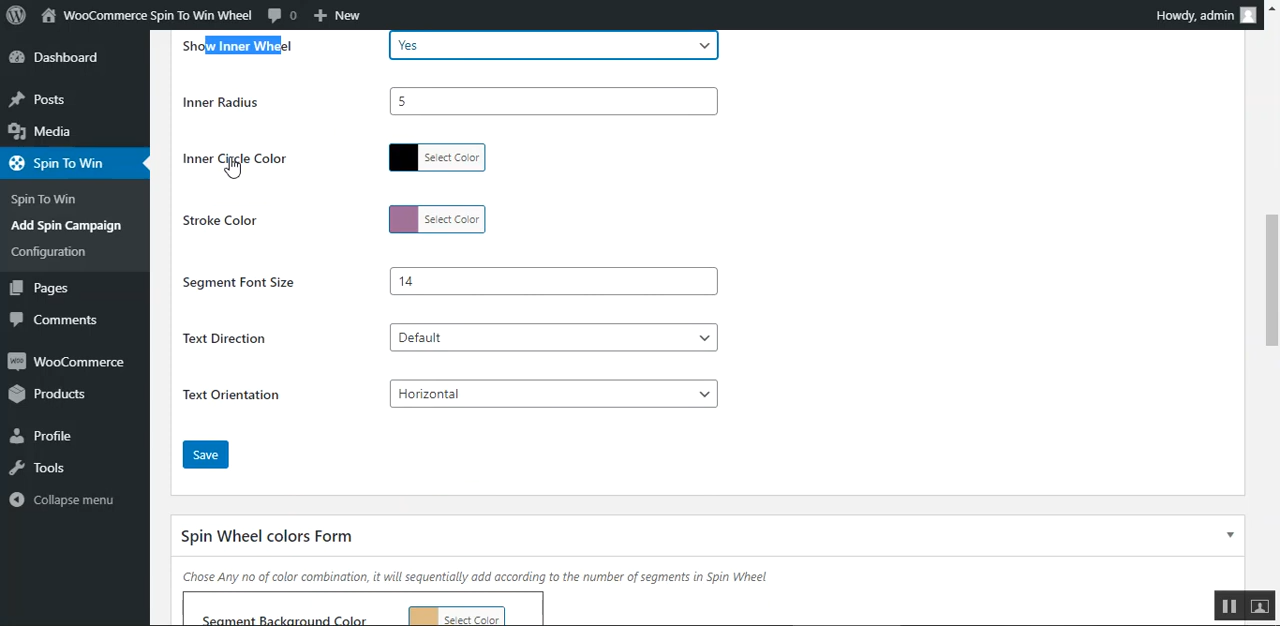 WooCommerce Spin To Win Wheel 0 New Howdy, admin
Dashboard
Posts
Media
Spin To Win
Spin To Win
Add Spin Campaign
Configuration
Pages
Comments
WOO WooCommerce
Products
Profile
Tools
Collapse menu
Show Inner Wheel Yes
Inner Radius 5
Inner Circle Color Select Color
Stroke Color Select Color
Segment Font Size 14
Text Direction Default
Text Orientation Horizontal
Save
Spin Wheel colors Form
Chose Any no of color combination, it will sequentially add according to the number of segments in Spin Wheel
Segment Background Color Select Color